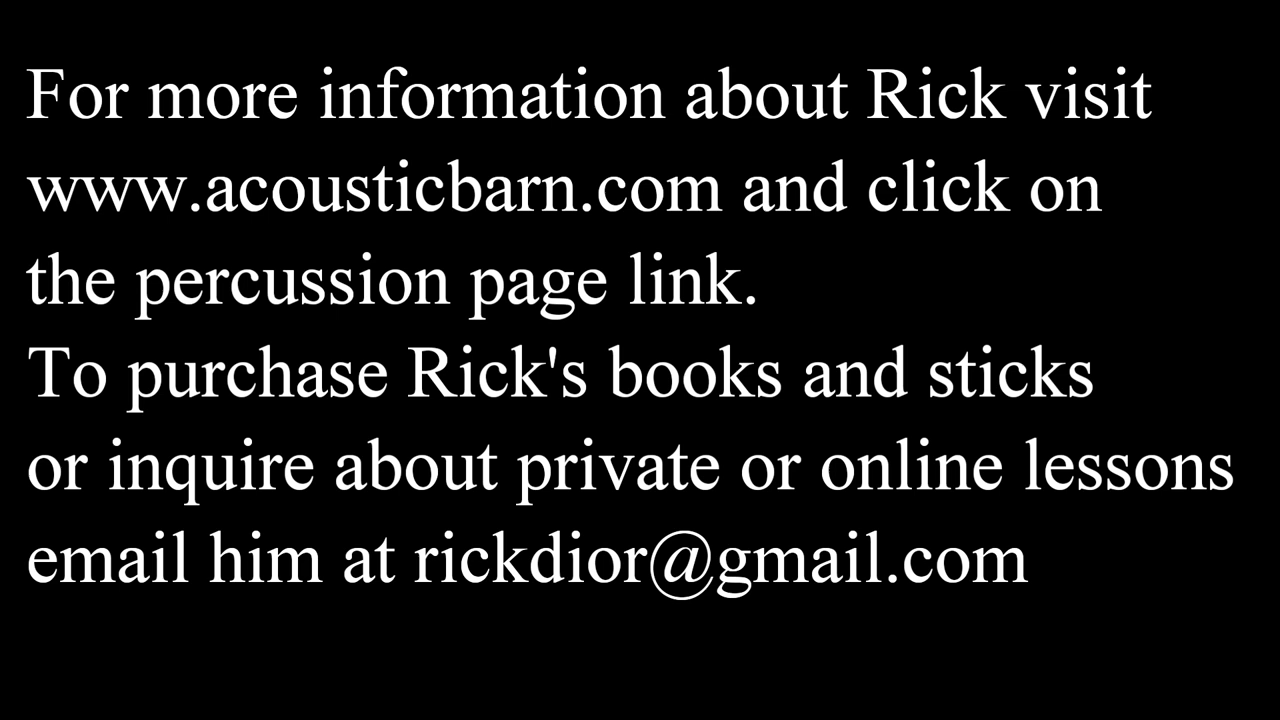 For more information about Rick visit
www.acousticbarn.com and click on
the percussion page link.
To purchase Rick's books and sticks
or inquire about private or online lessons
email him at rickdior@gmail.com